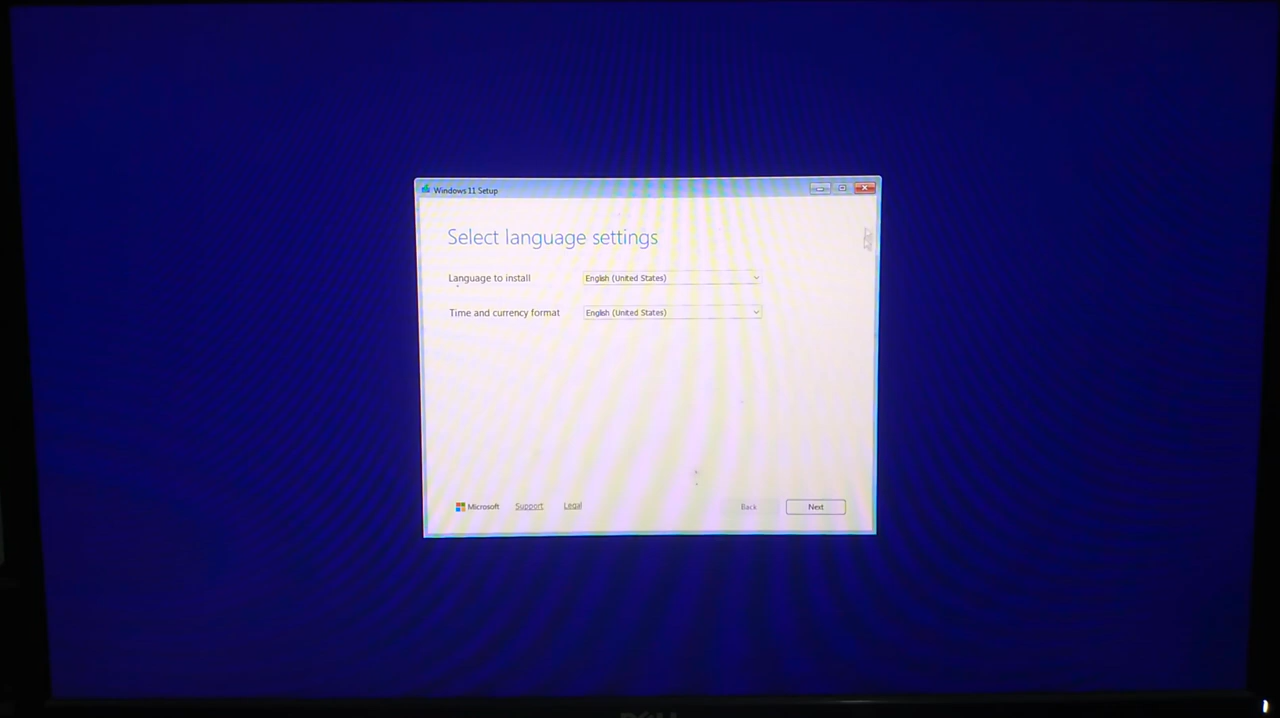 Windows 11 Setup
Select language settings
Language to install
English (United States)
Time and currency format
English (United States)
Microsoft
Support
Legal
Back
Next